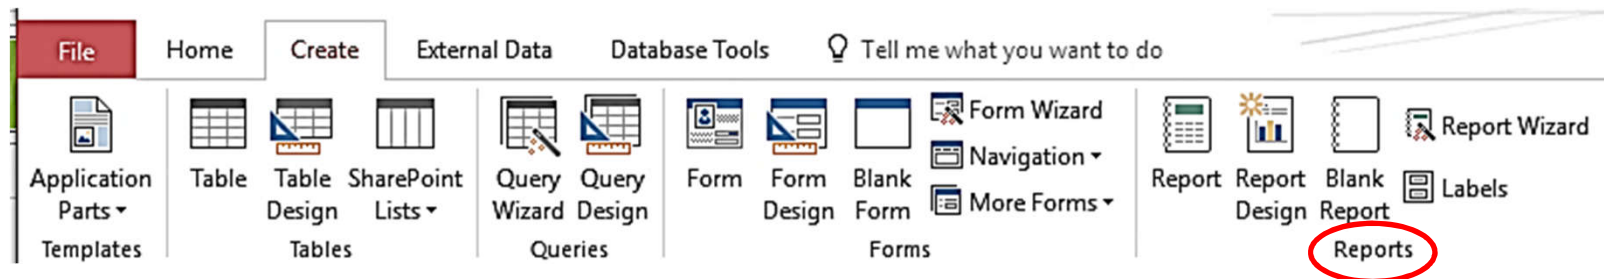 File Home Create External Data Database Tools Tell me what you want to do
Form Wizard
Report Wizard
Navigation
Application Table Table SharePoint Query Query Form Form Blank Report Report Blank Labels
Parts Design Lists Wizard Design Design Form More Forms Design Report
Templates Tables Queries Forms Reports